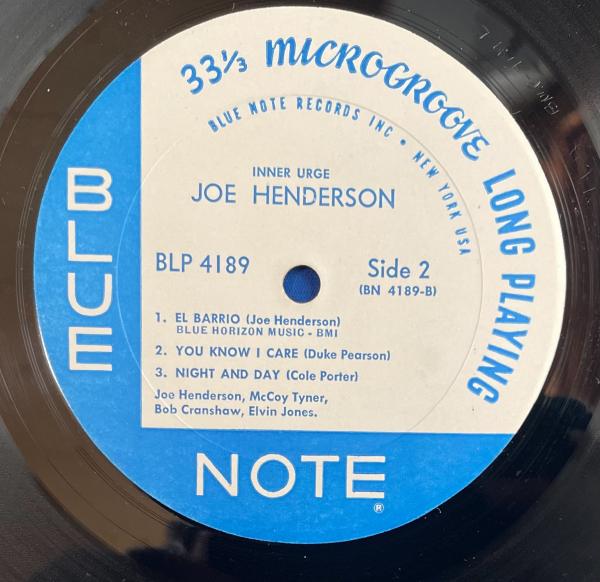 33⅓ MICROGROOVE LONG PLAYING
BLUE NOTE RECORDS INC • NEW YORK USA
INNER URGE
JOE HENDERSON
BLP 4189
Side 2
(BN 4189-B)
1. EL BARRIO (Joe Henderson)
BLUE HORIZON MUSIC - BMI
2. YOU KNOW I CARE (Duke Pearson)
3. NIGHT AND DAY (Cole Porter)
Joe Henderson, McCoy Tyner,
Bob Cranshaw, Elvin Jones.
BLUE
NOTE
®